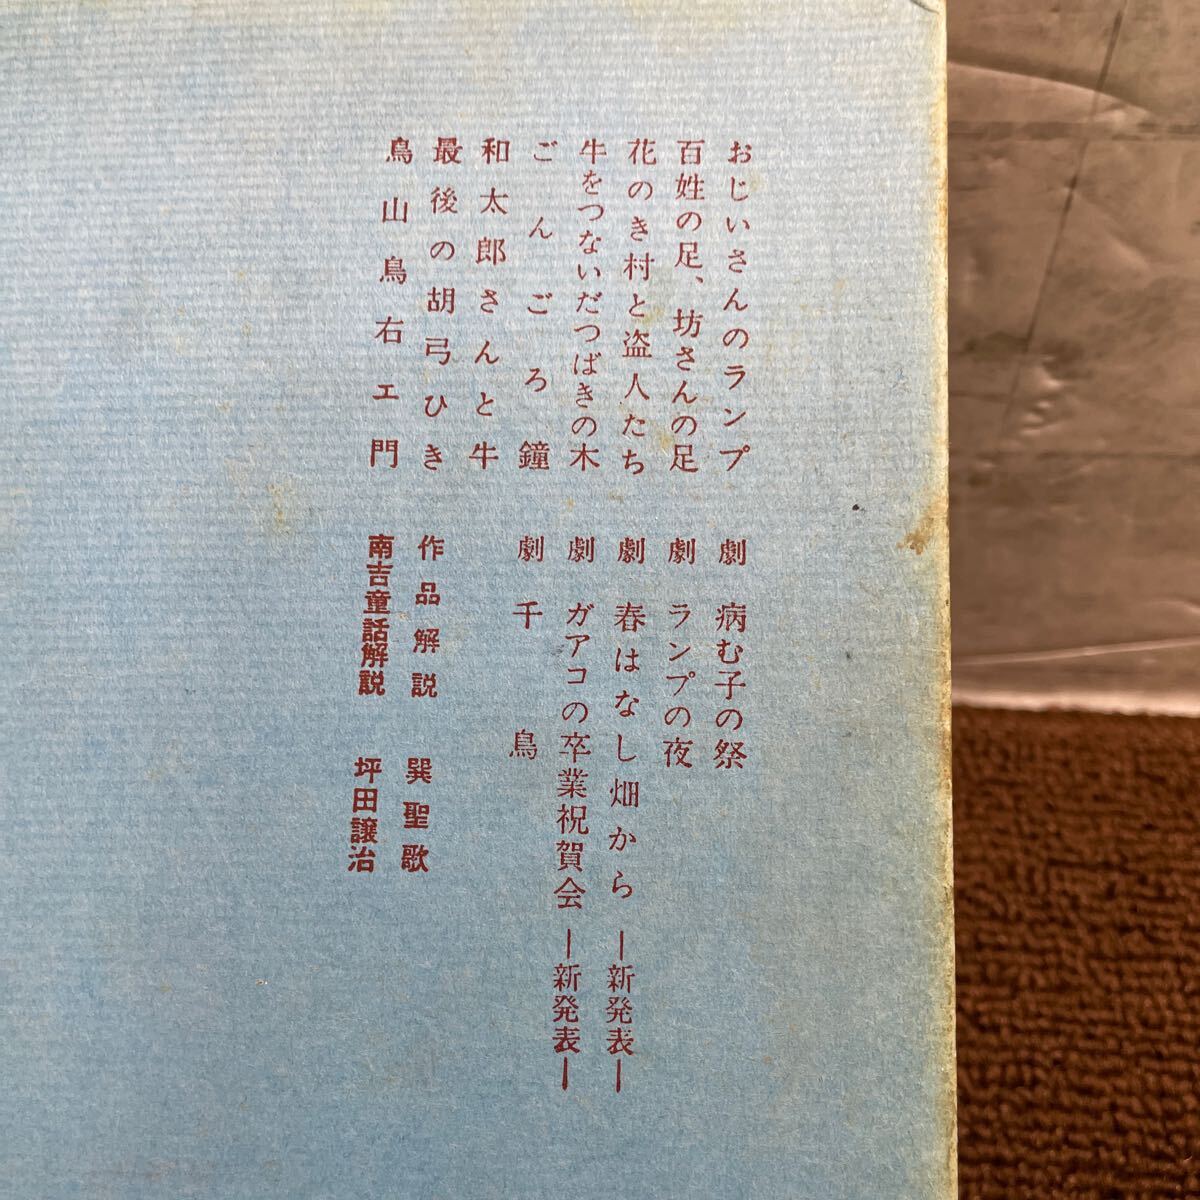 おじいさんのランプ
百姓の足、坊さんの足
花のき村と盗人たち
牛をつないだつばきの木
ごんごろ鐘
和太郎さんと牛
最後の胡弓ひき
鳥山鳥右エ門
劇 病む子の祭
劇 ランプの夜
劇 春はなし畑から ―新発表―
劇 ガアコの卒業祝賀会 ―新発表―
劇 千鳥
作品解説 巽聖歌
南吉童話解説 坪田譲治